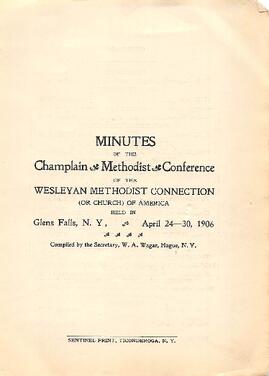 MINUTES
OF THE
Champlain Methodist Conference
OF THE
WESLEYAN METHODIST CONNECTION
(OR CHURCH) OF AMERICA
HELD IN
Glens Falls, N. Y., April 24—30, 1906
Compiled by the Secretary, W. A. Wagar, Hague, N. Y.
SENTINEL PRINT, TICONDEROGA, N. Y.